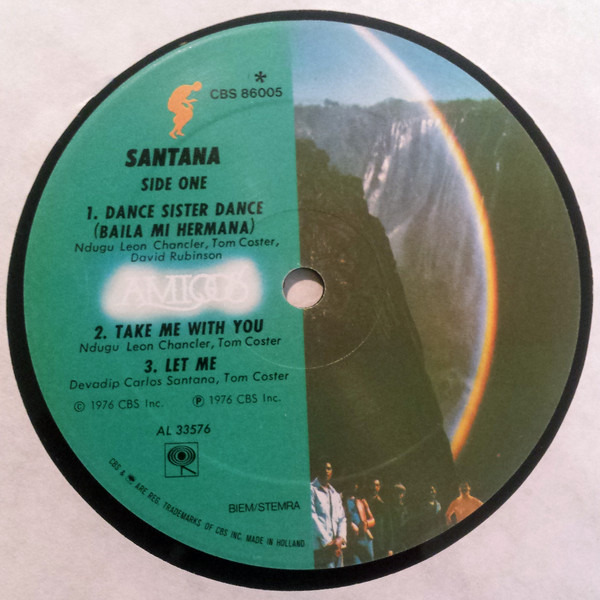 *
CBS 86005
SANTANA
SIDE ONE
1. DANCE SISTER DANCE
(BAILA MI HERMANA)
Ndugu Leon Chancler, Tom Coster,
David Rubinson
AMIGOS
2. TAKE ME WITH YOU
Ndugu Leon Chancler, Tom Coster
3. LET ME
Devadip Carlos Santana, Tom Coster
© 1976 CBS Inc. ℗ 1976 CBS Inc.
AL 33576
BIEM/STEMRA
CBS & ARE REG. TRADEMARKS OF CBS INC. MADE IN HOLLAND